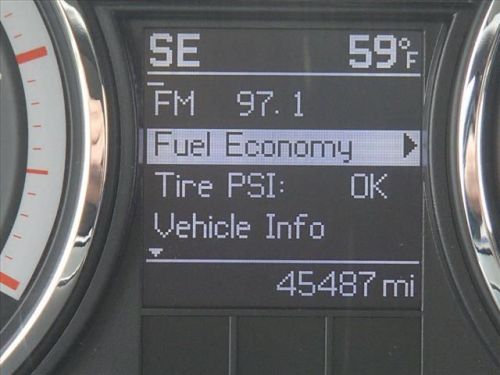 SE 59°F
FM 97.1
Fuel Economy
Tire PSI: OK
Vehicle Info
45487 mi